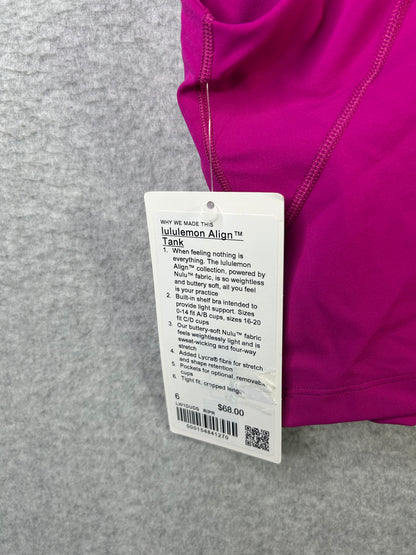 WHY WE MADE THIS
lululemon Align™
Tank
1. When feeling nothing is
everything. The lululemon
Align™ collection, powered by
Nulu™ fabric, is so weightless
and buttery soft, all you feel
is your practice
2. Built-in shelf bra intended to
provide light support. Sizes
0-14 fit A/B cups, sizes 16-20
fit C/D cups
3. Our buttery-soft Nulu™ fabric
feels weightlessly light and is
sweat-wicking and four-way
stretch
4. Added Lycra® fibre for stretch
and shape retention
5. Pockets for optional, removable
cups
6. Tight fit, cropped length
6 $68.00
LW1DUDS RIPR
000154841270